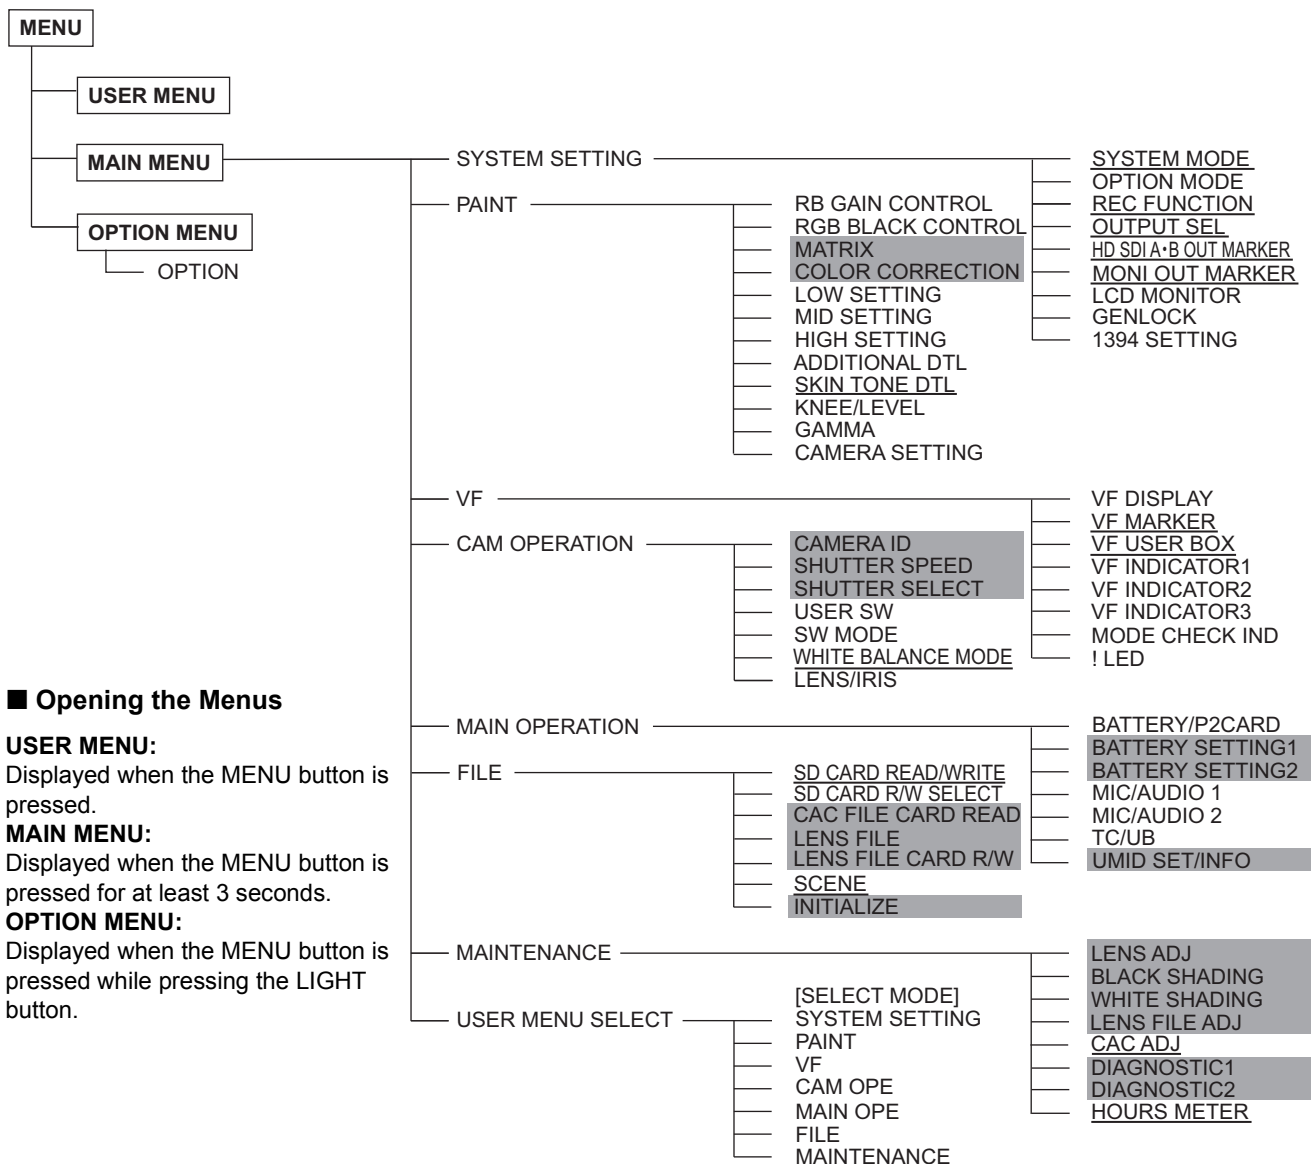 MENU
USER MENU
MAIN MENU
OPTION MENU
OPTION
SYSTEM SETTING
SYSTEM MODE
OPTION MODE
REC FUNCTION
OUTPUT SEL
HD SDI A•B OUT MARKER
MONI OUT MARKER
LCD MONITOR
GENLOCK
1394 SETTING
PAINT
RB GAIN CONTROL
RGB BLACK CONTROL
MATRIX
COLOR CORRECTION
LOW SETTING
MID SETTING
HIGH SETTING
ADDITIONAL DTL
SKIN TONE DTL
KNEE/LEVEL
GAMMA
CAMERA SETTING
VF
VF DISPLAY
VF MARKER
VF USER BOX
VF INDICATOR1
VF INDICATOR2
VF INDICATOR3
MODE CHECK IND
! LED
CAM OPERATION
CAMERA ID
SHUTTER SPEED
SHUTTER SELECT
USER SW
SW MODE
WHITE BALANCE MODE
LENS/IRIS
MAIN OPERATION
BATTERY/P2CARD
BATTERY SETTING1
BATTERY SETTING2
MIC/AUDIO 1
MIC/AUDIO 2
TC/UB
UMID SET/INFO
FILE
SD CARD READ/WRITE
SD CARD R/W SELECT
CAC FILE CARD READ
LENS FILE
LENS FILE CARD R/W
SCENE
INITIALIZE
MAINTENANCE
LENS ADJ
BLACK SHADING
WHITE SHADING
LENS FILE ADJ
CAC ADJ
DIAGNOSTIC1
DIAGNOSTIC2
HOURS METER
USER MENU SELECT
[SELECT MODE]
SYSTEM SETTING
PAINT
VF
CAM OPE
MAIN OPE
FILE
MAINTENANCE
■ Opening the Menus
USER MENU:
Displayed when the MENU button is
pressed.
MAIN MENU:
Displayed when the MENU button is
pressed for at least 3 seconds.
OPTION MENU:
Displayed when the MENU button is
pressed while pressing the LIGHT
button.